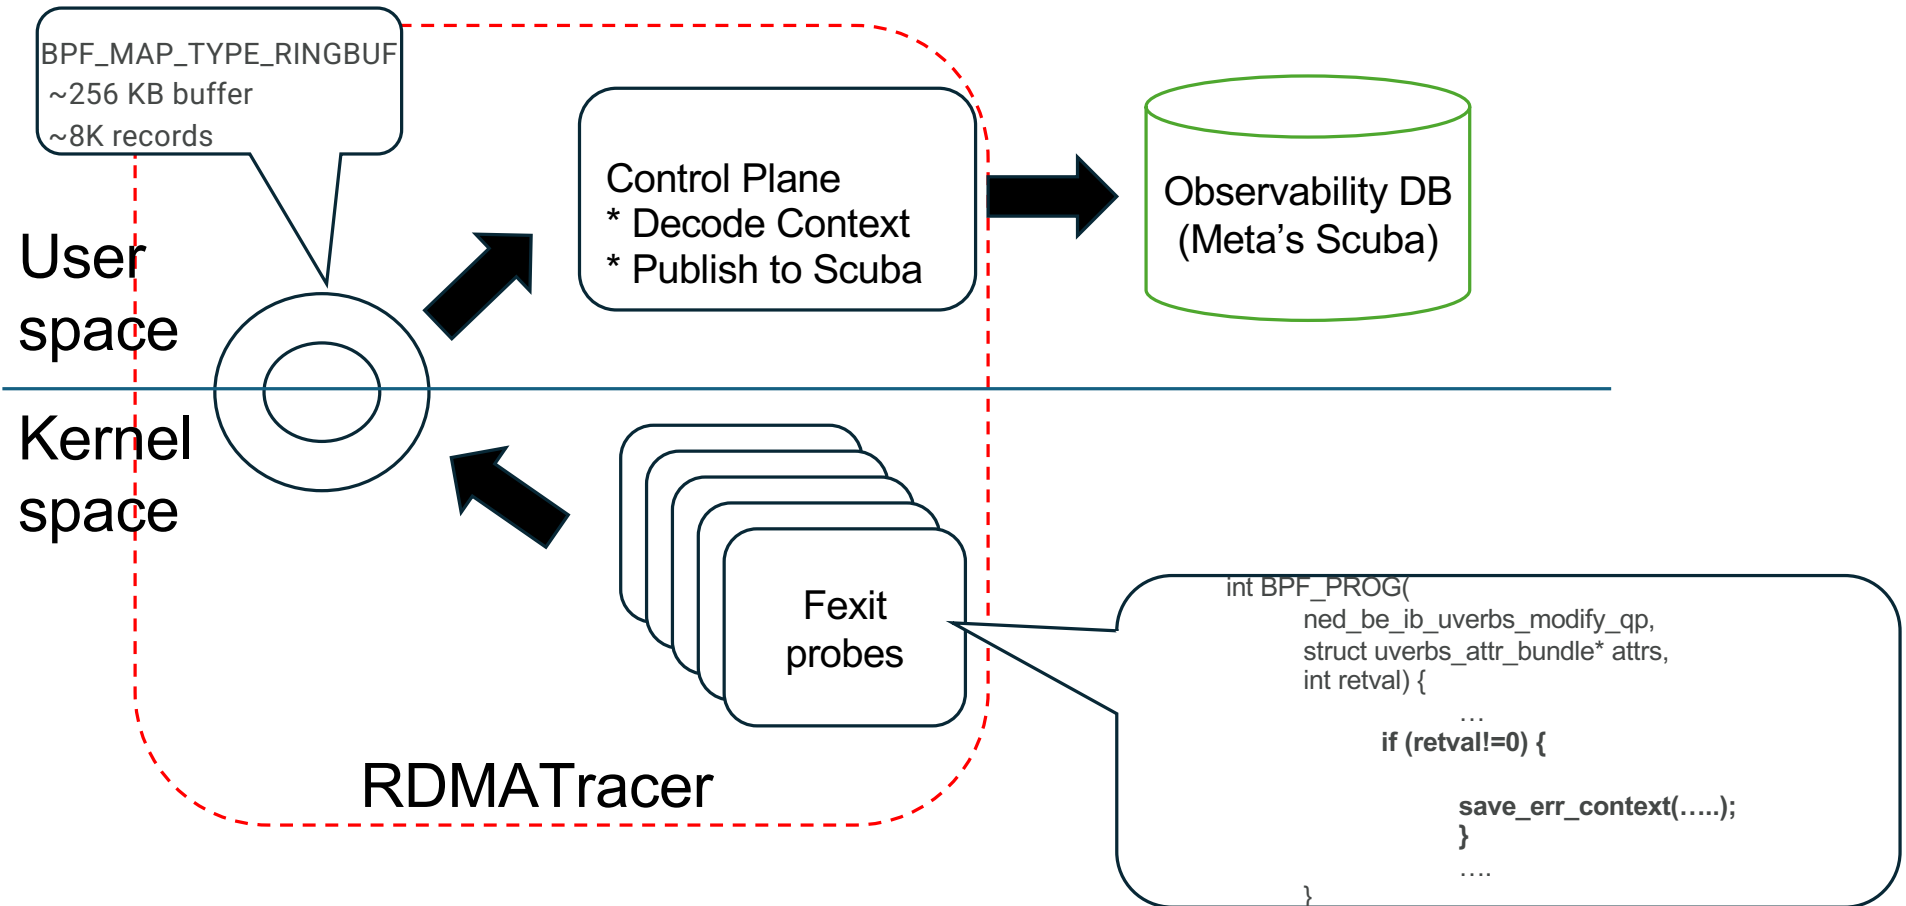 BPF_MAP_TYPE_RINGBUF
~256 KB buffer
~8K records
User
space
Kernel
space
Control Plane
* Decode Context
* Publish to Scuba
Observability DB
(Meta’s Scuba)
Fexit
probes
RDMATracer
int BPF_PROG(
ned_be_ib_uverbs_modify_qp,
struct uverbs_attr_bundle* attrs,
int retval) {
…
if (retval!=0) {
save_err_context(…..);
}
….
}